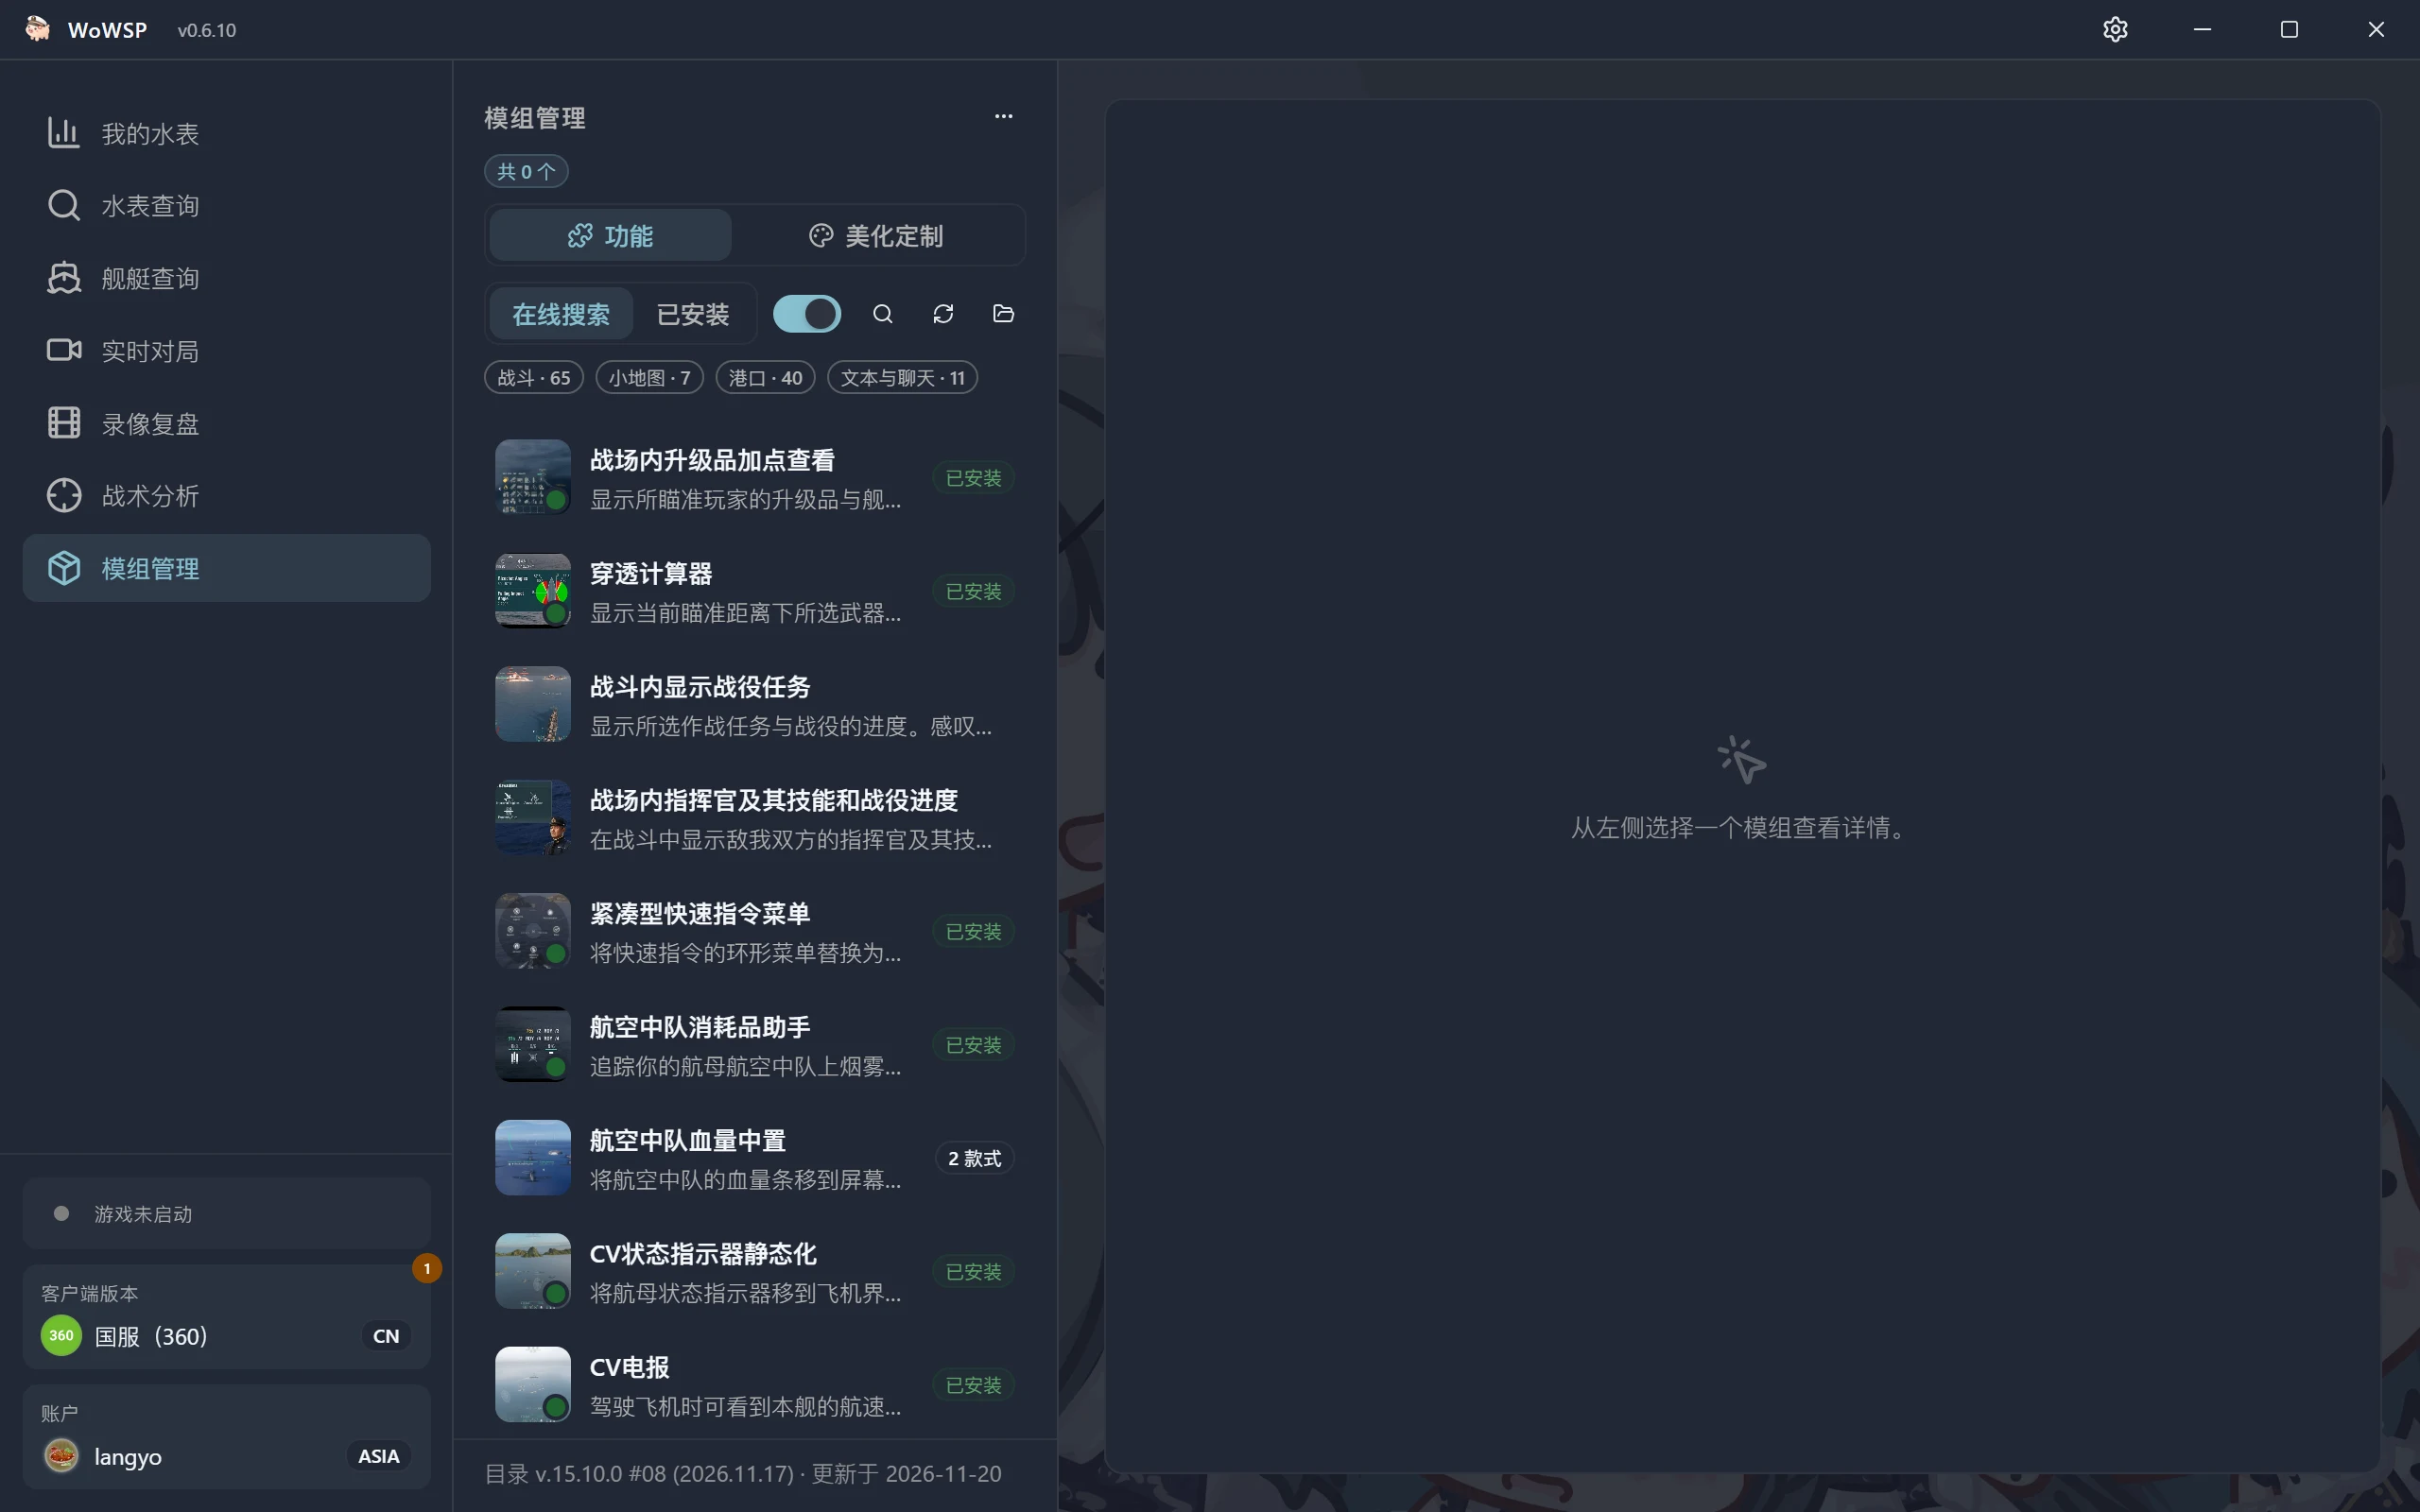 WoWSP v0.6.10
我的水表
水表查询
舰艇查询
实时对局
录像复盘
战术分析
模组管理
游戏未启动
1
客户端版本
360 国服（360） CN
账户
langyo ASIA
模组管理
共 0 个
功能 美化定制
在线搜索 已安装
战斗 · 65 小地图 · 7 港口 · 40 文本与聊天 · 11
战场内升级品加点查看
显示所瞄准玩家的升级品与舰...
已安装
穿透计算器
显示当前瞄准距离下所选武器...
已安装
战斗内显示战役任务
显示所选作战任务与战役的进度。感叹...
战场内指挥官及其技能和战役进度
在战斗中显示敌我双方的指挥官及其技...
紧凑型快速指令菜单
将快速指令的环形菜单替换为...
已安装
航空中队消耗品助手
追踪你的航母航空中队上烟雾...
已安装
航空中队血量中置
将航空中队的血量条移到屏幕...
2 款式
CV状态指示器静态化
将航母状态指示器移到飞机界...
已安装
CV电报
驾驶飞机时可看到本舰的航速...
已安装
目录 v.15.10.0 #08 (2026.11.17) · 更新于 2026-11-20
从左侧选择一个模组查看详情。